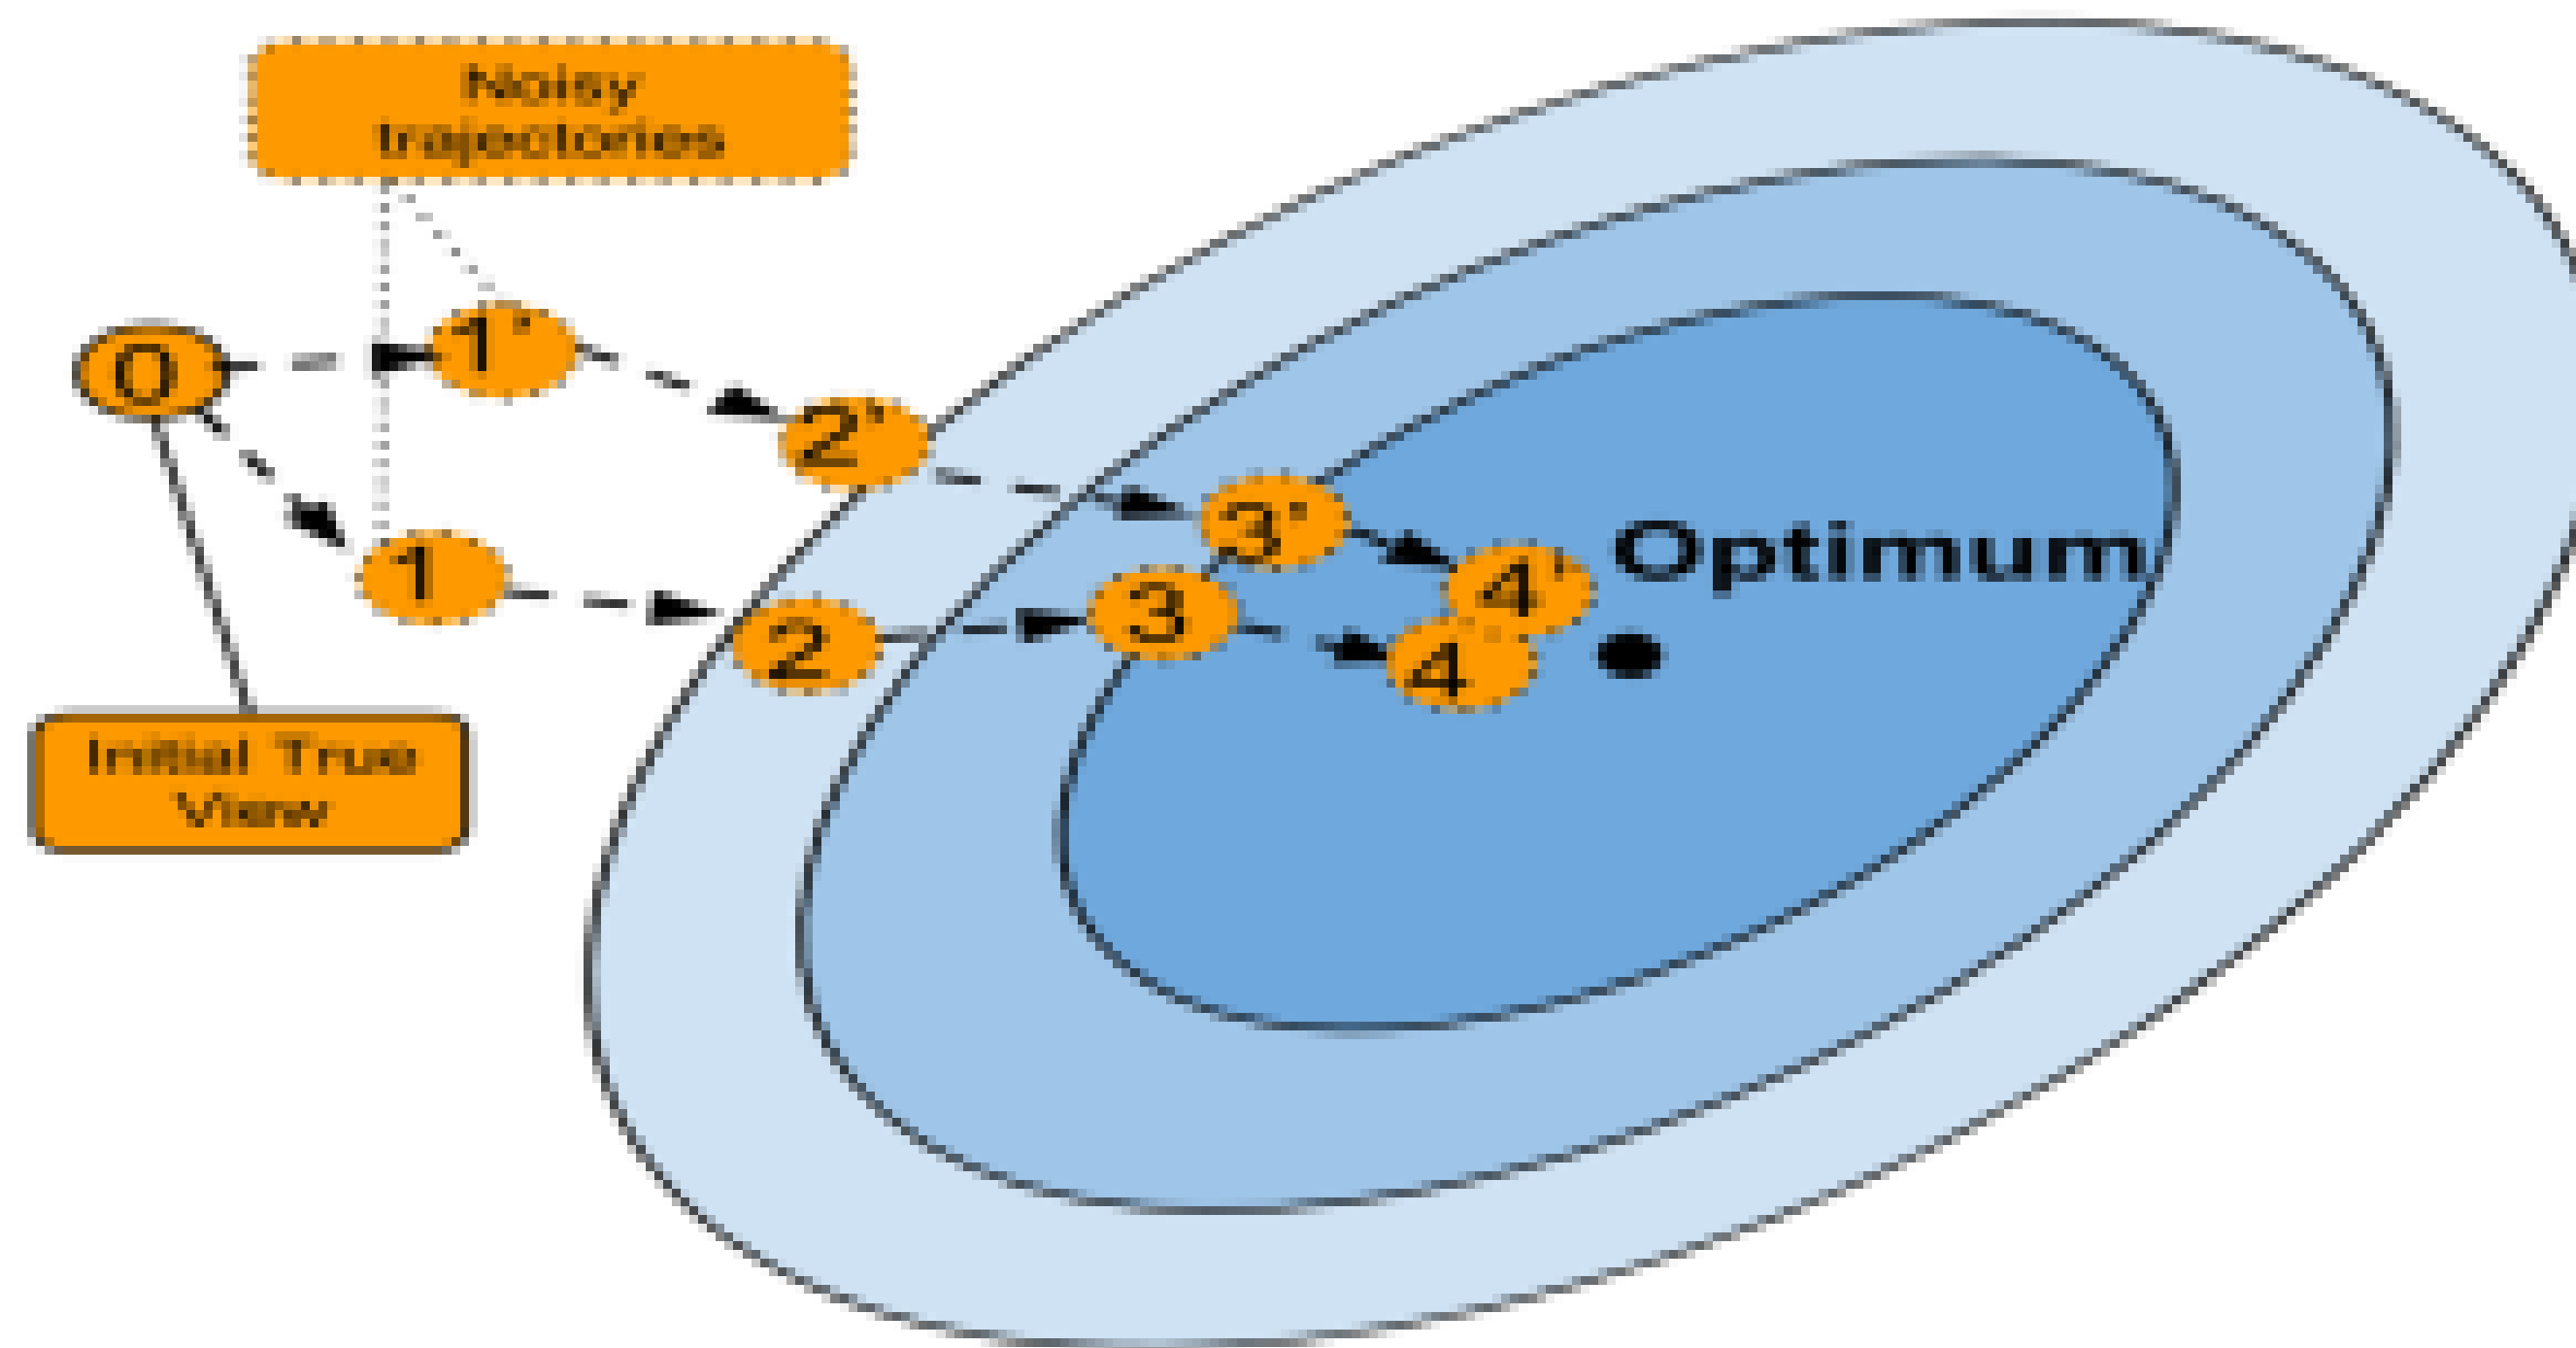 Noisy
trajectories
0
1'
2'
3'
4'
Optimum
1
2
3
4
Initial True
View